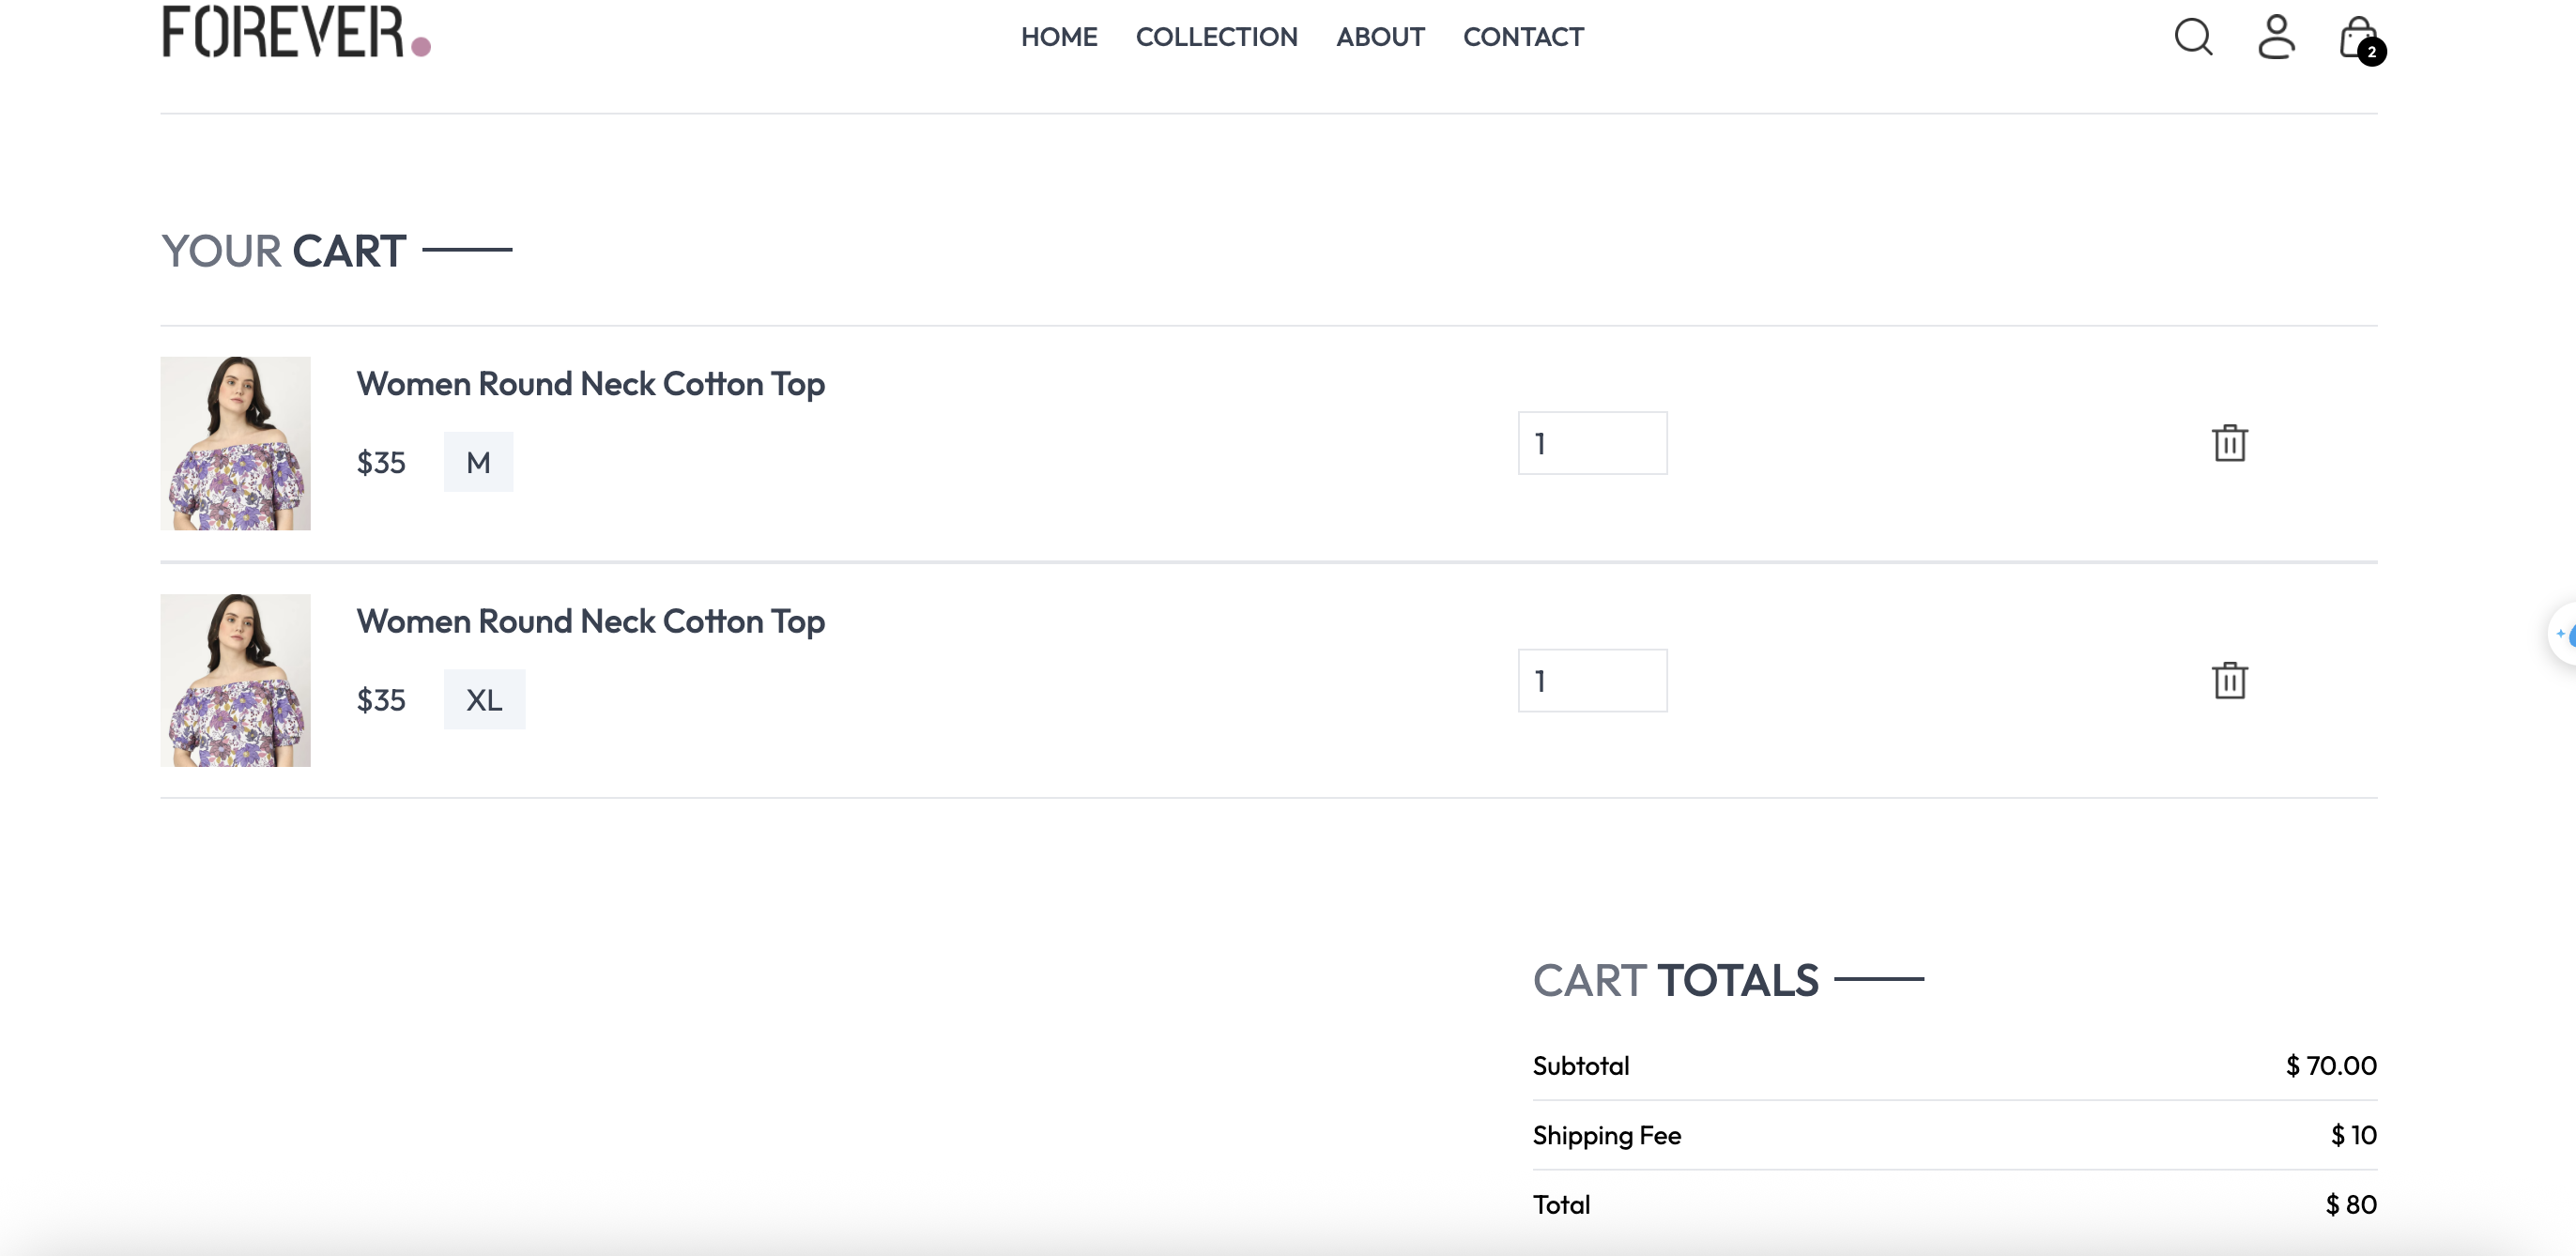 FOREVER.
HOME COLLECTION ABOUT CONTACT
2
YOUR CART
Women Round Neck Cotton Top
$35 M
1
Women Round Neck Cotton Top
$35 XL
1
CART TOTALS
Subtotal $ 70.00
Shipping Fee $ 10
Total $ 80